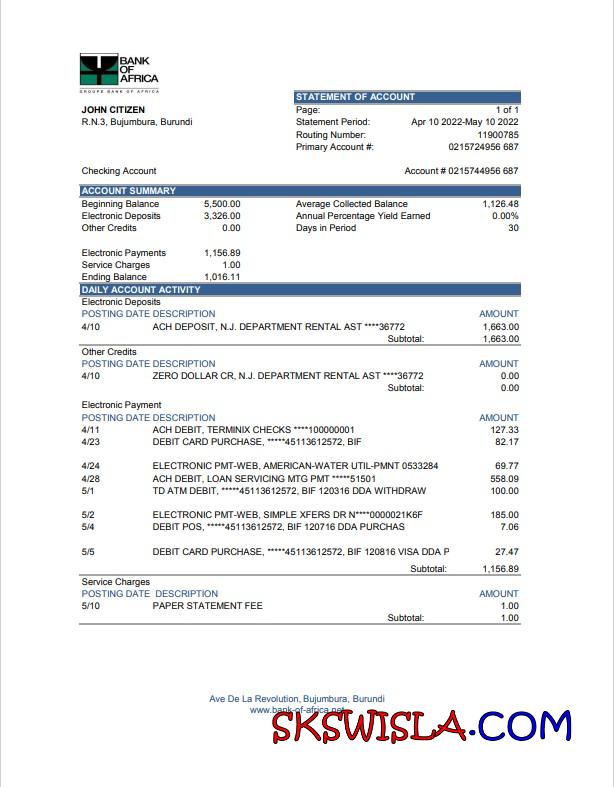 BANK
OF
AFRICA
GROUPE BANK OF AFRICA
STATEMENT OF ACCOUNT
JOHN CITIZEN
R.N.3, Bujumbura, Burundi
Page: 1 of 1
Statement Period: Apr 10 2022-May 10 2022
Routing Number: 11900785
Primary Account #: 0215724956 687
Checking Account Account # 0215744956 687
ACCOUNT SUMMARY
Beginning Balance 5,500.00 Average Collected Balance 1,126.48
Electronic Deposits 3,326.00 Annual Percentage Yield Earned 0.00%
Other Credits 0.00 Days in Period 30
Electronic Payments 1,156.89
Service Charges 1.00
Ending Balance 1,016.11
DAILY ACCOUNT ACTIVITY
Electronic Deposits
POSTING DATE DESCRIPTION AMOUNT
4/10 ACH DEPOSIT, N.J. DEPARTMENT RENTAL AST ****36772 1,663.00
Subtotal: 1,663.00
Other Credits
POSTING DATE DESCRIPTION AMOUNT
4/10 ZERO DOLLAR CR, N.J. DEPARTMENT RENTAL AST ****36772 0.00
Subtotal: 0.00
Electronic Payment
POSTING DATE DESCRIPTION AMOUNT
4/11 ACH DEBIT, TERMINIX CHECKS ****100000001 127.33
4/23 DEBIT CARD PURCHASE, *****45113612572, BIF 82.17
4/24 ELECTRONIC PMT-WEB, AMERICAN-WATER UTIL-PMNT 0533284 69.77
4/28 ACH DEBIT, LOAN SERVICING MTG PMT *****51501 558.09
5/1 TD ATM DEBIT, *****45113612572, BIF 120316 DDA WITHDRAW 100.00
5/2 ELECTRONIC PMT-WEB, SIMPLE XFERS DR N****0000021K6F 185.00
5/4 DEBIT POS, *****45113612572, BIF 120716 DDA PURCHAS 7.06
5/5 DEBIT CARD PURCHASE, *****45113612572, BIF 120816 VISA DDA P 27.47
Subtotal: 1,156.89
Service Charges
POSTING DATE DESCRIPTION AMOUNT
5/10 PAPER STATEMENT FEE 1.00
Subtotal: 1.00
Ave De La Revolution, Bujumbura, Burundi
www.bank-of-africa.net
SKSWISLA.COM